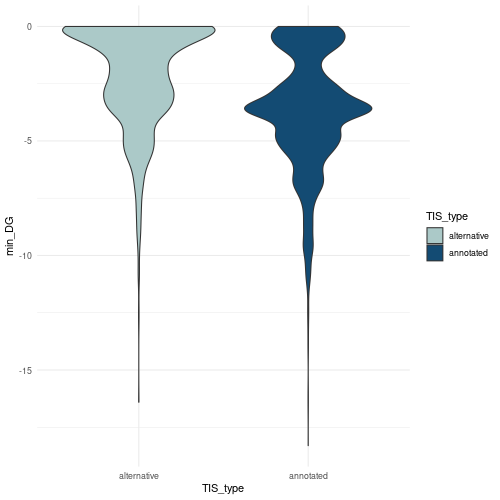 0
-5
-10
-15
min_DG
alternative
annotated
TIS_type
TIS_type
alternative
annotated